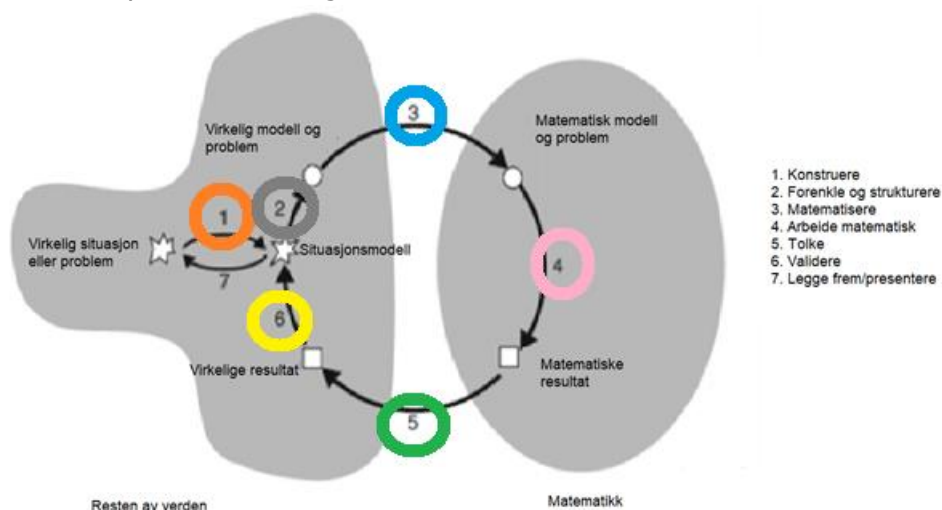 Virkelig modell og
problem
3
Matematisk modell
og problem
1
2
Virkelig situasjon
eller problem
Situasjonsmodell
7
4
6
Virkelige resultat
Matematiske
resultat
5
1. Konstruere
2. Forenkle og strukturere
3. Matematisere
4. Arbeide matematisk
5. Tolke
6. Validere
7. Legge frem/presentere
Resten av verden
Matematikk